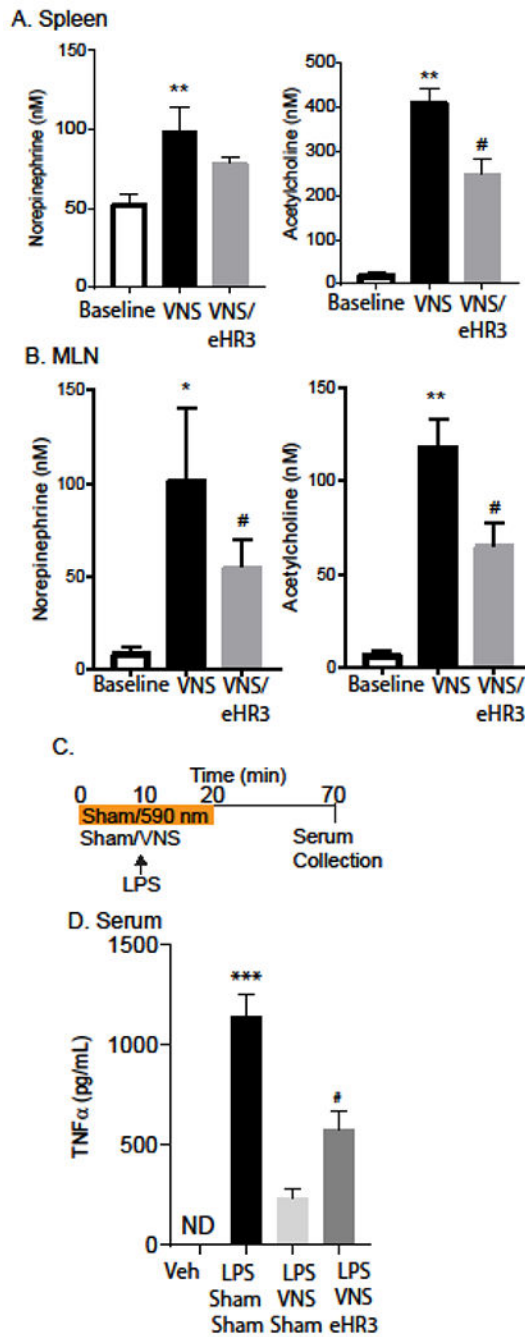 A. Spleen
Norepinephrine (nM)
150
100
50
0
**
Baseline VNS VNS/
eHR3
Acetylcholine (nM)
500
400
300
200
100
0
**
#
Baseline VNS VNS/
eHR3
B. MLN
Norepinephrine (nM)
150
100
50
0
*
#
Baseline VNS VNS/
eHR3
Acetylcholine (nM)
150
100
50
0
**
#
Baseline VNS VNS/
eHR3
C.
Time (min)
0 10 20 70
Sham/590 nm
Sham/VNS
Serum
Collection
LPS
D. Serum
TNFα (pg/mL)
1500
1000
500
0
***
#
ND
Veh LPS LPS LPS
Sham VNS VNS
Sham Sham eHR3